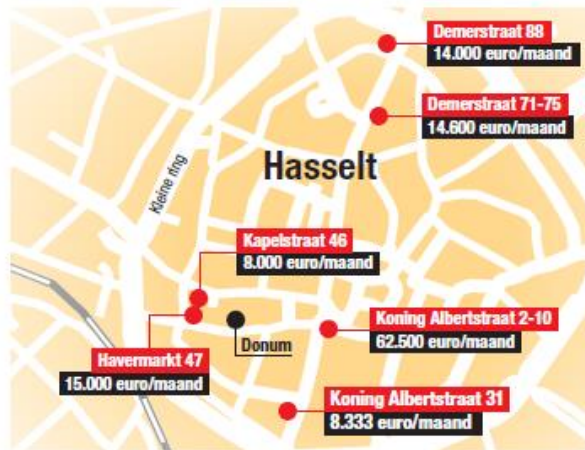 Demerstraat 88
14.000 euro/maand
Demerstraat 71-75
14.600 euro/maand
Hasselt
Kleine ring
Kapelstraat 46
8.000 euro/maand
Koning Albertstraat 2-10
62.500 euro/maand
Donum
Havermarkt 47
15.000 euro/maand
Koning Albertstraat 31
8.333 euro/maand